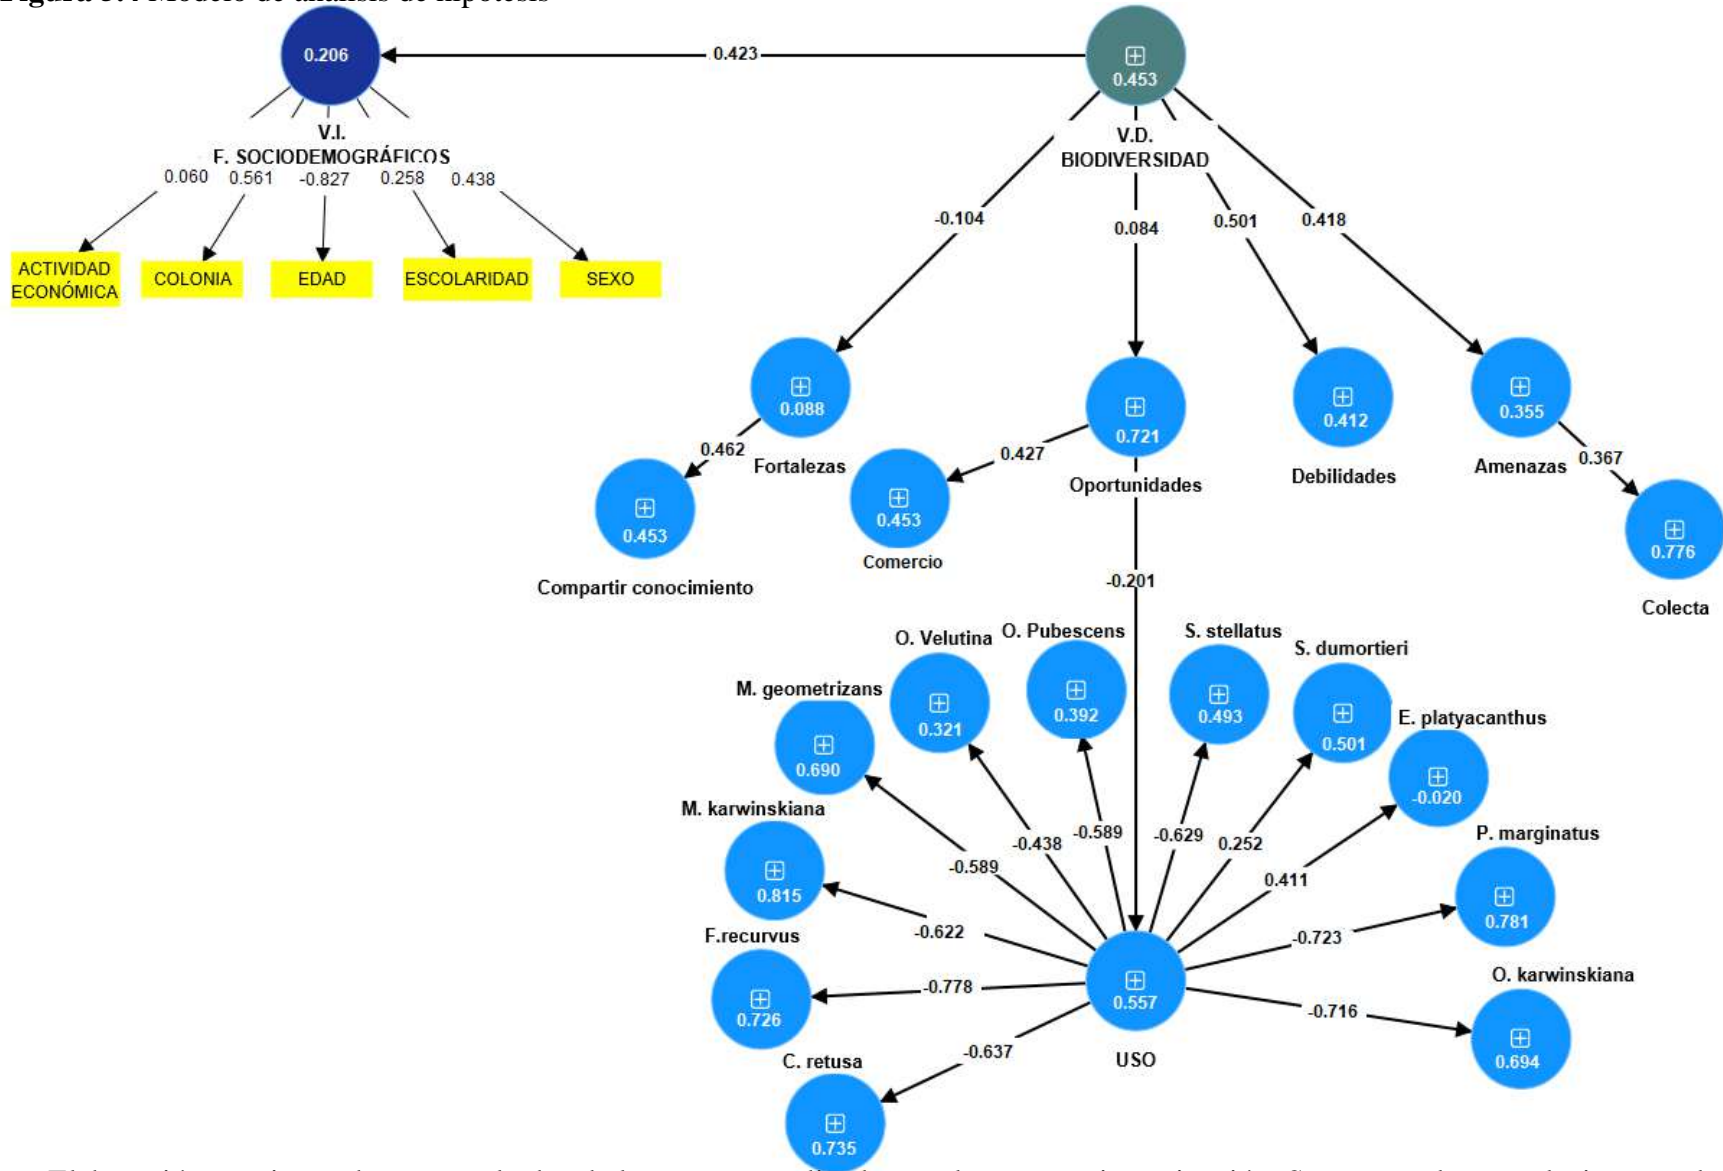 0.206
0.423
0.453
V.I.
F. SOCIODEMOGRÁFICOS
0.060 0.561 -0.827 0.258 0.438
ACTIVIDAD
ECONÓMICA
COLONIA
EDAD
ESCOLARIDAD
SEXO
V.D.
BIODIVERSIDAD
-0.104
0.084
0.501
0.418
0.088
Fortalezas
0.721
Oportunidades
0.412
Debilidades
0.355
Amenazas
0.462
0.427
0.367
0.453
Compartir conocimiento
0.453
Comercio
0.776
Colecta
-0.201
O. Velutina
0.321
O. Pubescens
0.392
S. stellatus
0.493
S. dumortieri
0.501
M. geometrizans
0.690
E. platyacanthus
-0.020
M. karwinskiana
0.815
P. marginatus
0.781
F.recurvus
0.726
O. karwinskiana
0.694
C. retusa
0.735
-0.438
-0.589
-0.629
0.252
-0.589
0.411
-0.622
-0.723
-0.778
-0.716
-0.637
0.557
USO